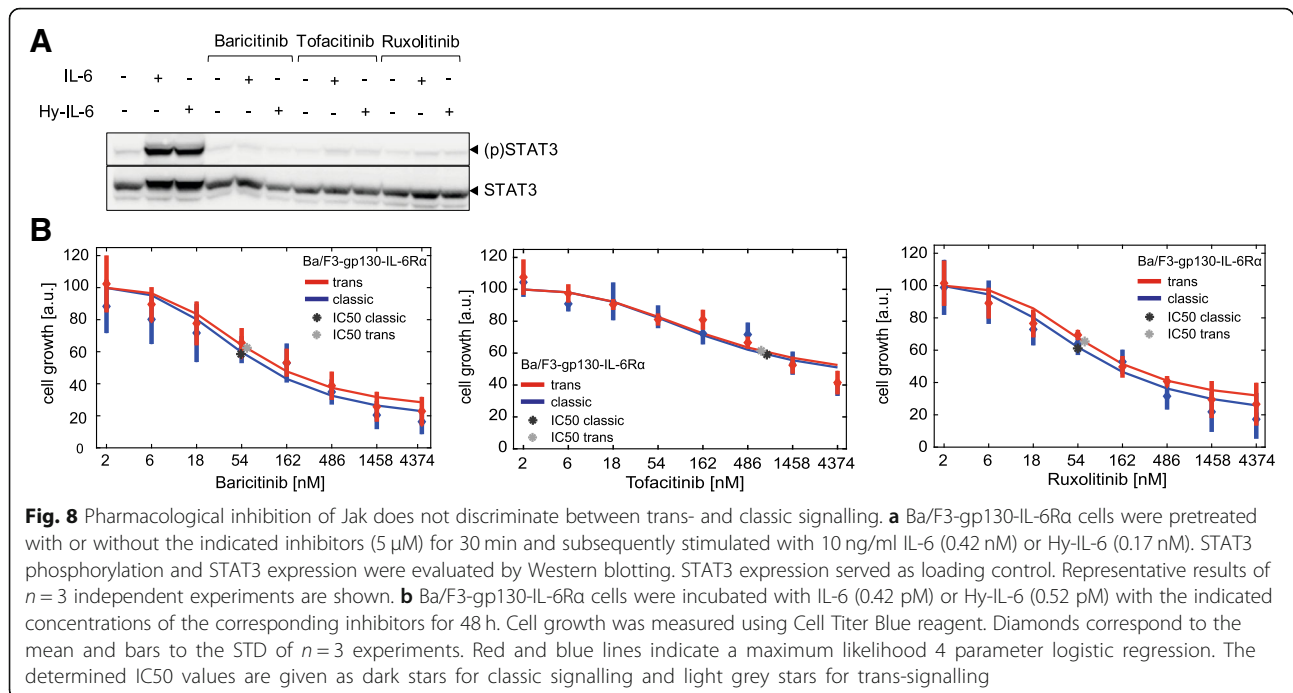 A
Baricitinib Tofacitinib Ruxolitinib
IL-6 - + - - + - - + - - + -
Hy-IL-6 - - + - - + - - + - - +
(p)STAT3
STAT3
B
120
100
80
60
40
20
0
cell growth [a.u.]
Ba/F3-gp130-IL-6Rα
trans
classic
IC50 classic
IC50 trans
2 6 18 54 162 486 1458 4374
Baricitinib [nM]
120
100
80
60
40
20
0
cell growth [a.u.]
Ba/F3-gp130-IL-6Rα
trans
classic
IC50 classic
IC50 trans
2 6 18 54 162 486 1458 4374
Tofacitinib [nM]
120
100
80
60
40
20
0
cell growth [a.u.]
Ba/F3-gp130-IL-6Rα
trans
classic
IC50 classic
IC50 trans
2 6 18 54 162 486 1458 4374
Ruxolitinib [nM]
Fig. 8 Pharmacological inhibition of Jak does not discriminate between trans- and classic signalling. a Ba/F3-gp130-IL-6Rα cells were pretreated
with or without the indicated inhibitors (5 μM) for 30 min and subsequently stimulated with 10 ng/ml IL-6 (0.42 nM) or Hy-IL-6 (0.17 nM). STAT3
phosphorylation and STAT3 expression were evaluated by Western blotting. STAT3 expression served as loading control. Representative results of
n = 3 independent experiments are shown. b Ba/F3-gp130-IL-6Rα cells were incubated with IL-6 (0.42 pM) or Hy-IL-6 (0.52 pM) with the indicated
concentrations of the corresponding inhibitors for 48 h. Cell growth was measured using Cell Titer Blue reagent. Diamonds correspond to the
mean and bars to the STD of n = 3 experiments. Red and blue lines indicate a maximum likelihood 4 parameter logistic regression. The
determined IC50 values are given as dark stars for classic signalling and light grey stars for trans-signalling